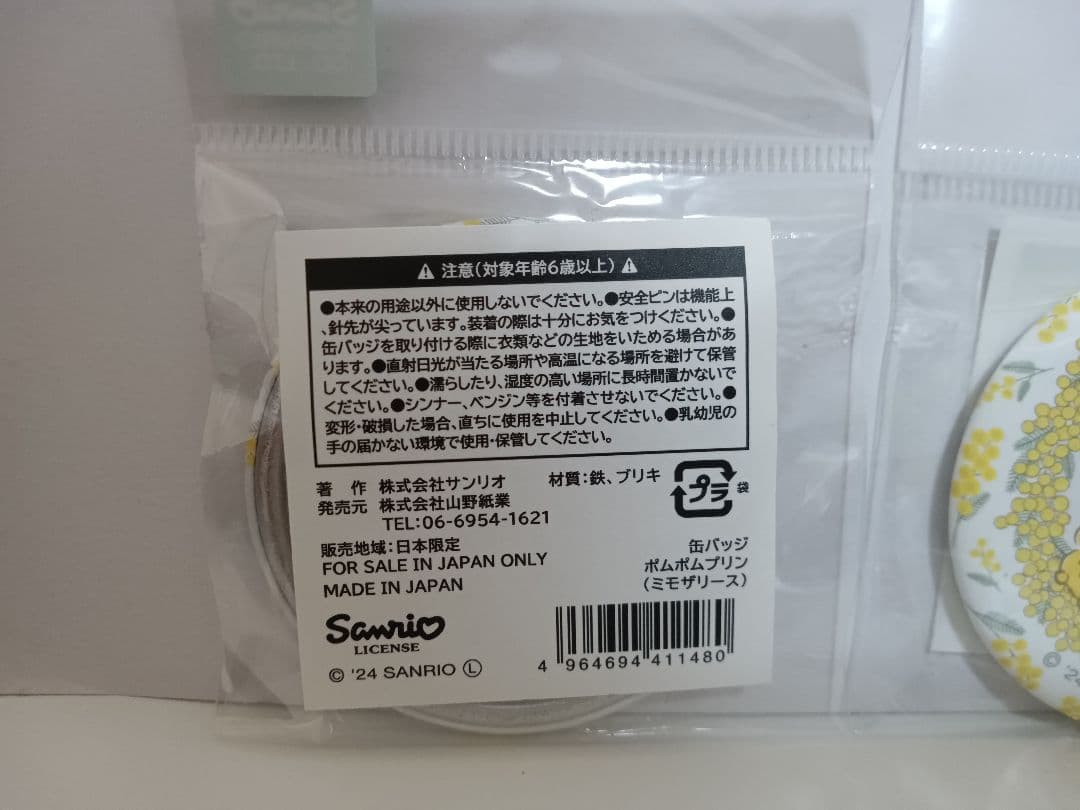 Sanrio
⚠ 注意(対象年齢6歳以上) ⚠
●本来の用途以外に使用しないでください。●安全ピンは機能上
、針先が尖っています。装着の際は十分にお気をつけください。●
缶バッジを取り付ける際に衣類などの生地をいためる場合があ
ります。●直射日光が当たる場所や高温になる場所を避けて保管
してください。●濡らしたり、湿度の高い場所に長時間置かないで
ください。●シンナー、ベンジン等を付着させないでください。●
変形・破損した場合、直ちに使用を中止してください。●乳幼児の
手の届かない環境で使用・保管してください。
著 作 株式会社サンリオ 材質:鉄、ブリキ
発売元 株式会社山野紙業
TEL:06-6954-1621
プラ 袋
販売地域:日本限定
FOR SALE IN JAPAN ONLY
MADE IN JAPAN
缶バッジ
ポムポムプリン
(ミモザリース)
Sanrio
LICENSE
© '24 SANRIO Ⓛ
4 964694 411480
© '2